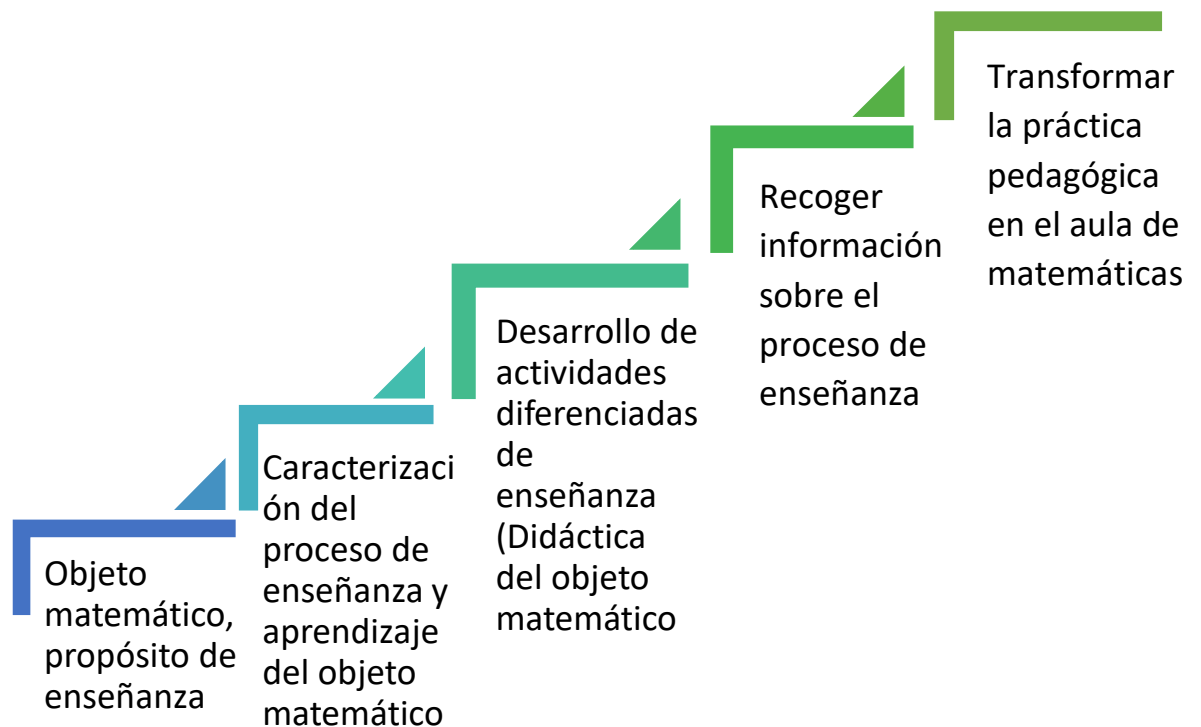 Objeto
matemático,
propósito de
enseñanza
Caracterizaci
ón del
proceso de
enseñanza y
aprendizaje
del objeto
matemático
Desarrollo de
actividades
diferenciadas
de
enseñanza
(Didáctica
del objeto
matemático
Recoger
información
sobre el
proceso de
enseñanza
Transformar
la práctica
pedagógica
en el aula de
matemáticas